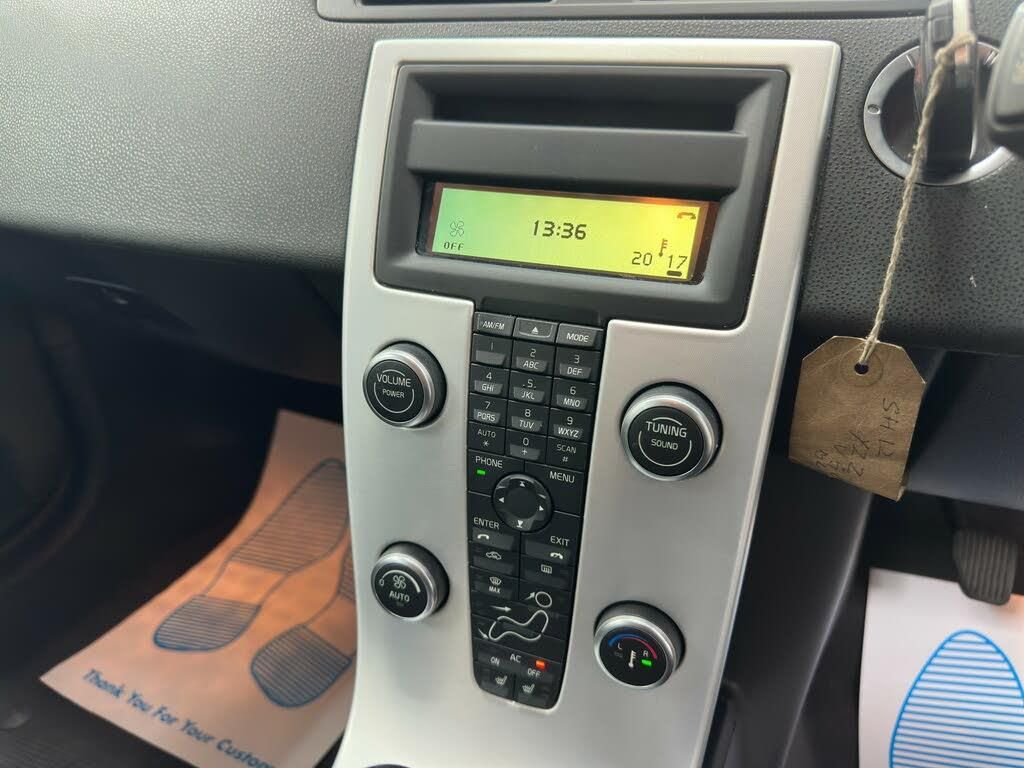 13:36
OFF
20 17
AM/FM
MODE
1
2
ABC
3
DEF
4
GHI
5
JKL
6
MNO
7
PQRS
8
TUV
9
WXYZ
AUTO
*
0
+
SCAN
#
PHONE
MENU
ENTER
EXIT
MAX
AC
ON
OFF
VOLUME
POWER
TUNING
SOUND
0
AUTO
L R
SH12
Thank You For Your Custom